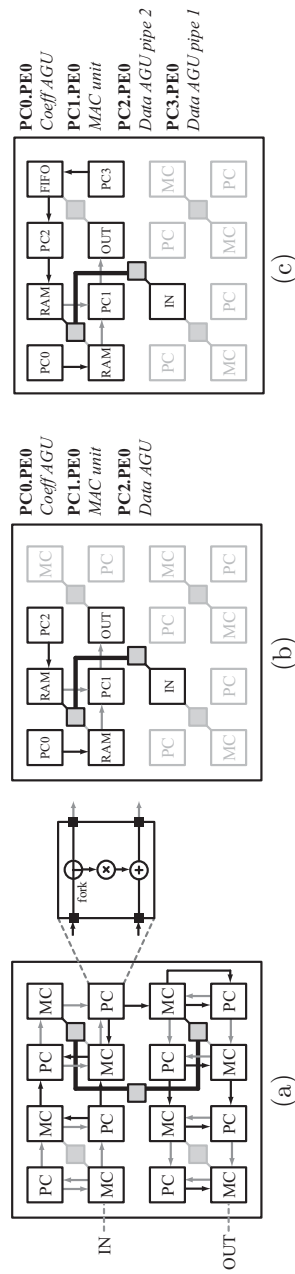 PC MC PC MC
IN MC PC MC PC
PC MC PC MC
OUT MC PC MC PC
fork
(a)
PC0 RAM PC2 MC
RAM PC1 OUT PC
PC IN PC MC
MC PC MC PC
PC0.PE0
Coeff AGU
PC1.PE0
MAC unit
PC2.PE0
Data AGU
(b)
PC0 RAM PC2 FIFO
RAM PC1 OUT PC3
PC IN PC MC
MC PC MC PC
PC0.PE0
Coeff AGU
PC1.PE0
MAC unit
PC2.PE0
Data AGU pipe 2
PC3.PE0
Data AGU pipe 1
(c)